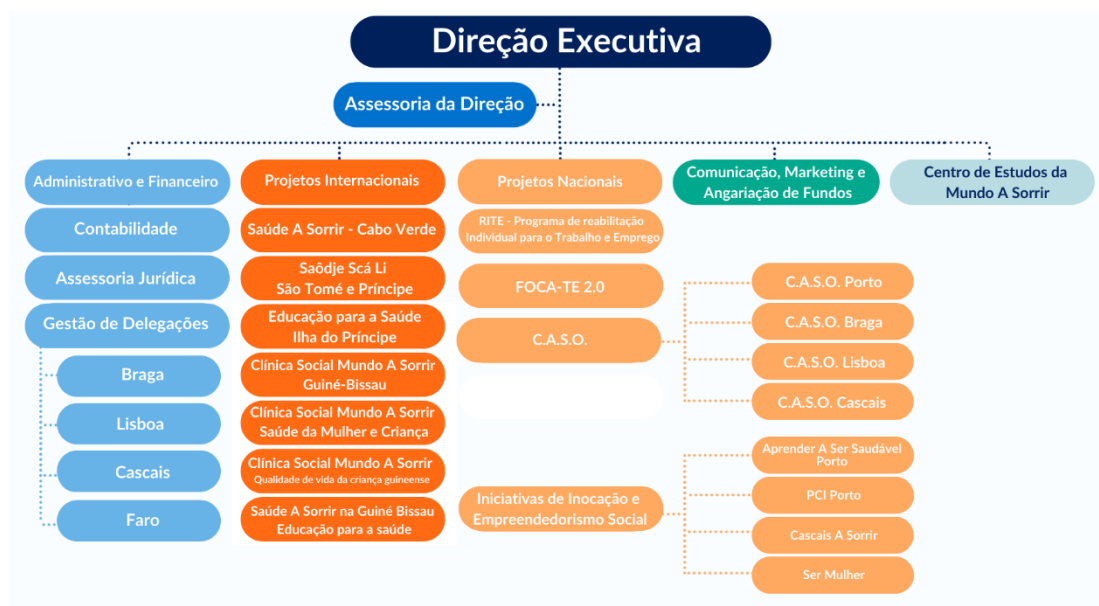 Direção Executiva
Assessoria da Direção
Administrativo e Financeiro
Contabilidade
Assessoria Jurídica
Gestão de Delegações
Braga
Lisboa
Cascais
Faro
Projetos Internacionais
Saúde A Sorrir - Cabo Verde
Saôdje Scá Li
São Tomé e Príncipe
Educação para a Saúde
Ilha do Príncipe
Clínica Social Mundo A Sorrir
Guiné-Bissau
Clínica Social Mundo A Sorrir
Saúde da Mulher e Criança
Clínica Social Mundo A Sorrir
Qualidade de vida da criança guineense
Saúde A Sorrir na Guiné Bissau
Educação para a saúde
Projetos Nacionais
RITE - Programa de reabilitação
Individual para o Trabalho e Emprego
FOCA-TE 2.0
C.A.S.O.
C.A.S.O. Porto
C.A.S.O. Braga
C.A.S.O. Lisboa
C.A.S.O. Cascais
Iniciativas de Inocação e
Empreendedorismo Social
Aprender A Ser Saudável
Porto
PCI Porto
Cascais A Sorrir
Ser Mulher
Comunicação, Marketing e
Angariação de Fundos
Centro de Estudos da
Mundo A Sorrir